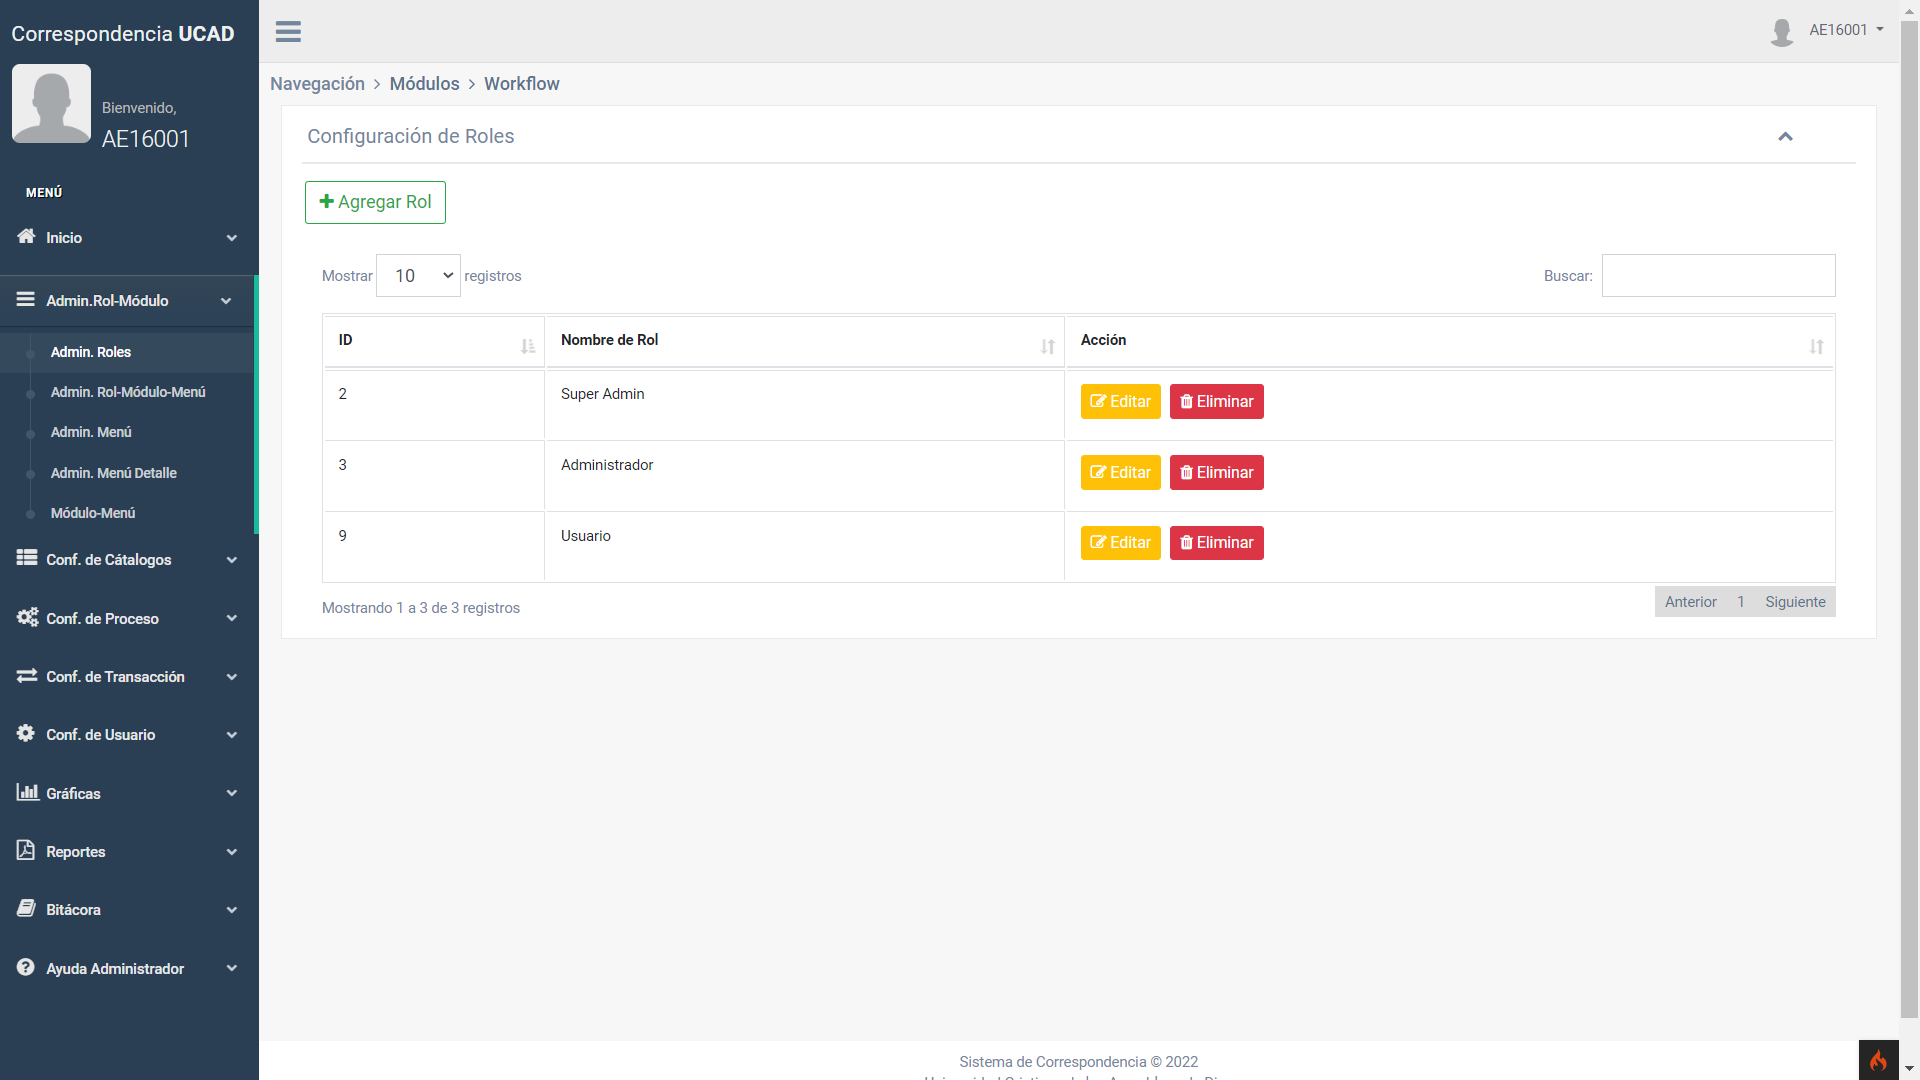 Correspondencia UCAD
Bienvenido,
AE16001
MENÚ
Inicio
Admin.Rol-Módulo
Admin. Roles
Admin. Rol-Módulo-Menú
Admin. Menú
Admin. Menú Detalle
Módulo-Menú
Conf. de Cátalogos
Conf. de Proceso
Conf. de Transacción
Conf. de Usuario
Gráficas
Reportes
Bitácora
Ayuda Administrador
AE16001
Navegación > Módulos > Workflow
Configuración de Roles
Agregar Rol
Mostrar 10 registros
Buscar:
ID Nombre de Rol Acción
2 Super Admin Editar Eliminar
3 Administrador Editar Eliminar
9 Usuario Editar Eliminar
Mostrando 1 a 3 de 3 registros
Anterior 1 Siguiente
Sistema de Correspondencia © 2022